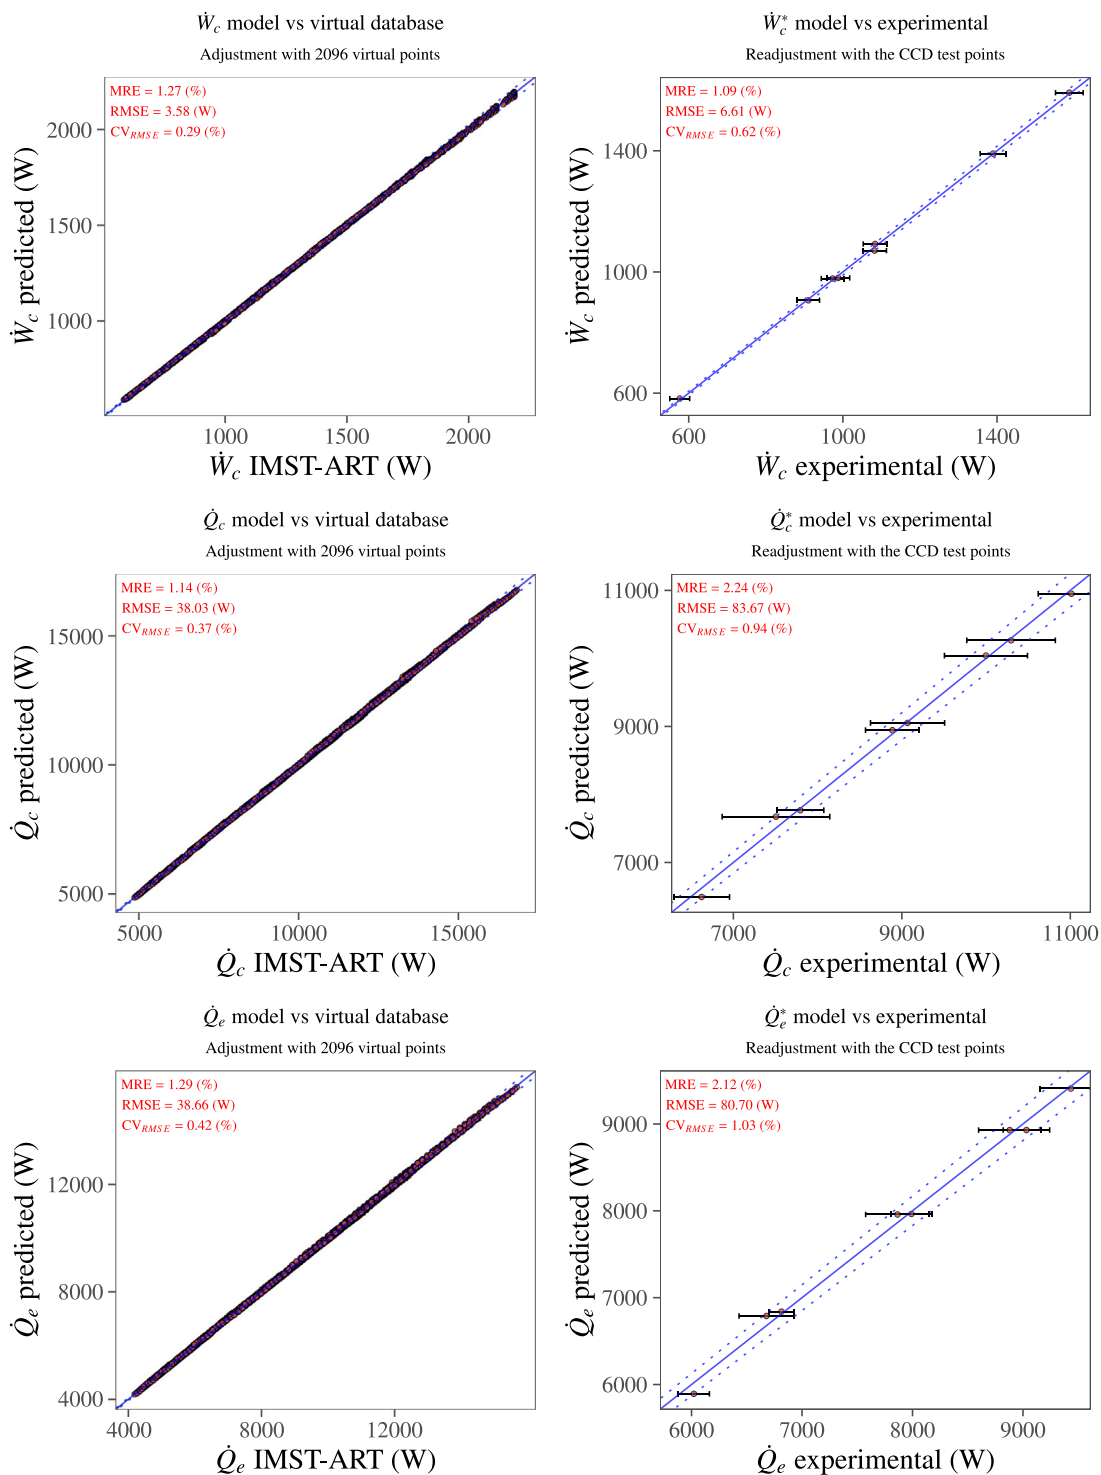 Ẇc model vs virtual database
Adjustment with 2096 virtual points
MRE = 1.27 (%)
RMSE = 3.58 (W)
CVRMSE = 0.29 (%)
Ẇc predicted (W)
2000
1500
1000
1000 1500 2000
Ẇc IMST-ART (W)
Ẇc* model vs experimental
Readjustment with the CCD test points
MRE = 1.09 (%)
RMSE = 6.61 (W)
CVRMSE = 0.62 (%)
Ẇc predicted (W)
1400
1000
600
600 1000 1400
Ẇc experimental (W)
Q̇c model vs virtual database
Adjustment with 2096 virtual points
MRE = 1.14 (%)
RMSE = 38.03 (W)
CVRMSE = 0.37 (%)
Q̇c predicted (W)
15000
10000
5000
5000 10000 15000
Q̇c IMST-ART (W)
Q̇c* model vs experimental
Readjustment with the CCD test points
MRE = 2.24 (%)
RMSE = 83.67 (W)
CVRMSE = 0.94 (%)
Q̇c predicted (W)
11000
9000
7000
7000 9000 11000
Q̇c experimental (W)
Q̇e model vs virtual database
Adjustment with 2096 virtual points
MRE = 1.29 (%)
RMSE = 38.66 (W)
CVRMSE = 0.42 (%)
Q̇e predicted (W)
12000
8000
4000
4000 8000 12000
Q̇e IMST-ART (W)
Q̇e* model vs experimental
Readjustment with the CCD test points
MRE = 2.12 (%)
RMSE = 80.70 (W)
CVRMSE = 1.03 (%)
Q̇e predicted (W)
9000
8000
7000
6000
6000 7000 8000 9000
Q̇e experimental (W)